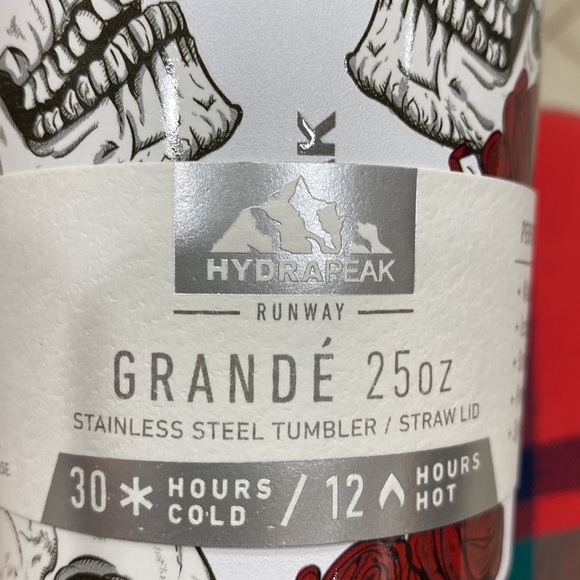 HYDRAPEAK
RUNWAY
GRANDÉ 25oz
STAINLESS STEEL TUMBLER / STRAW LID
30 HOURS COLD / 12 HOURS HOT